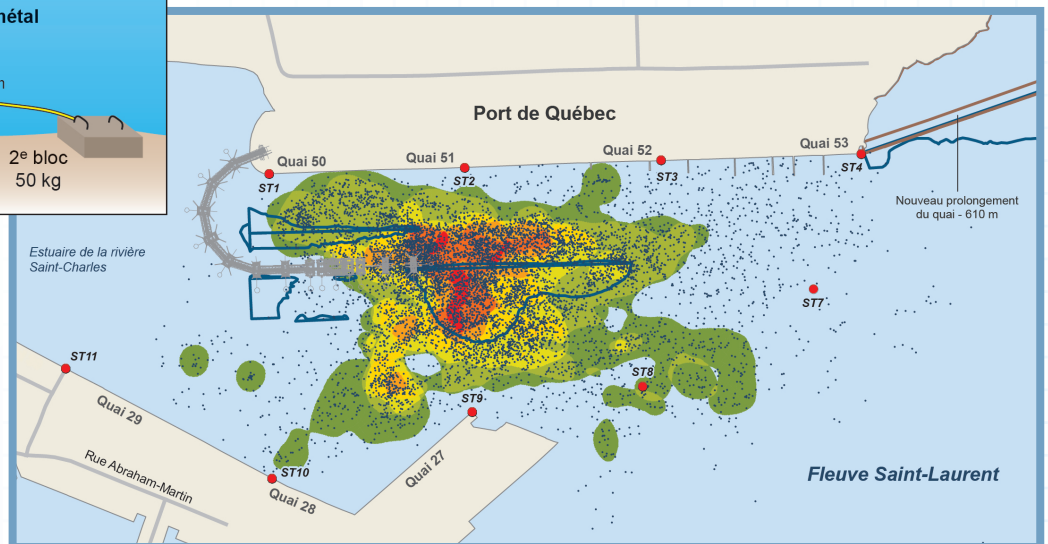 2e bloc
50 kg
Port de Québec
Quai 50
Quai 51
Quai 52
Quai 53
ST1
ST2
ST3
ST4
Nouveau prolongement
du quai - 610 m
Estuaire de la rivière
Saint-Charles
ST7
ST11
ST8
ST9
Quai 29
Quai 27
ST10
Rue Abraham-Martin
Quai 28
Fleuve Saint-Laurent